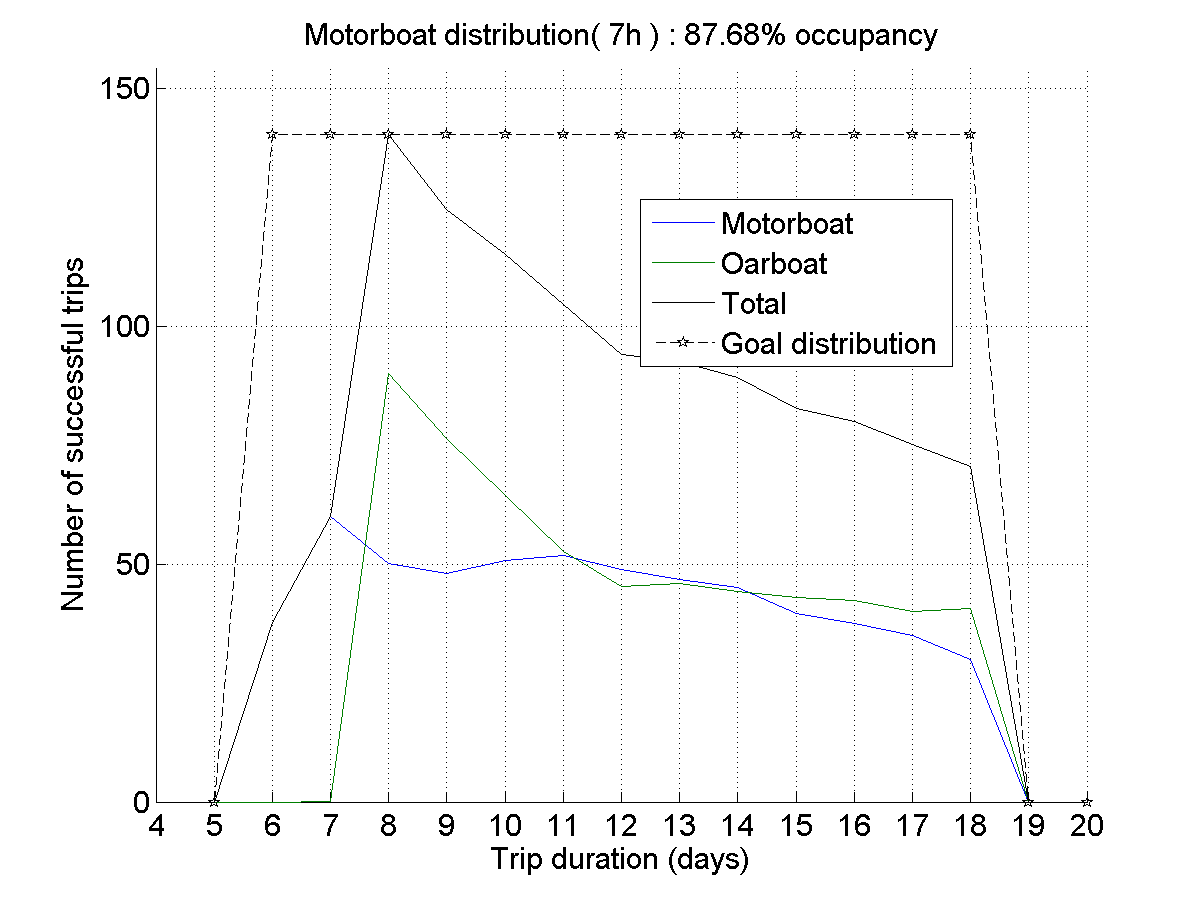 Motorboat distribution( 7h ) : 87.68% occupancy
150
100
50
0
Number of successful trips
Motorboat
Oarboat
Total
Goal distribution
4 5 6 7 8 9 10 11 12 13 14 15 16 17 18 19 20
Trip duration (days)